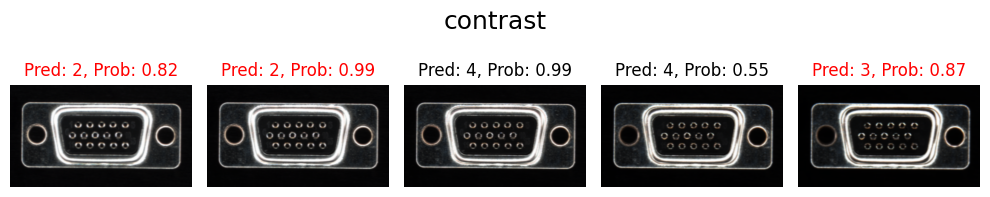 contrast
Pred: 2, Prob: 0.82
Pred: 2, Prob: 0.99
Pred: 4, Prob: 0.99
Pred: 4, Prob: 0.55
Pred: 3, Prob: 0.87